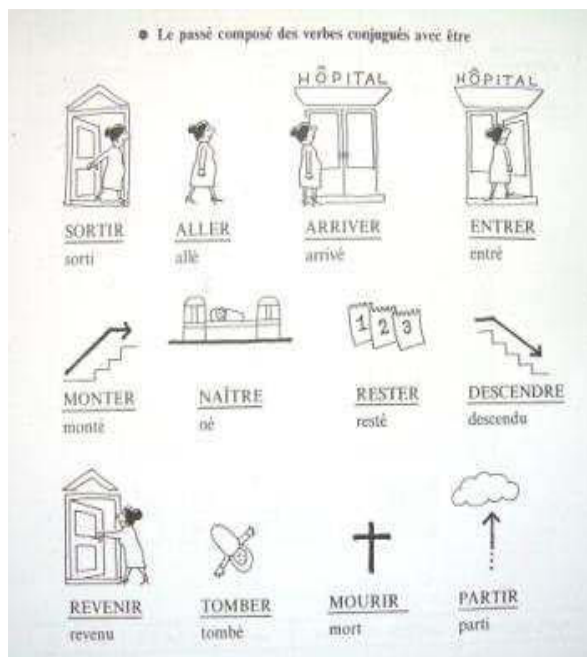 Le passé composé des verbes conjugués avec être
HÔPITAL HÔPITAL
SORTIR ALLER ARRIVER ENTRER
sorti allé arrivé entré
1 2 3
MONTER NAÎTRE RESTER DESCENDRE
monté né resté descendu
REVENIR TOMBER MOURIR PARTIR
revenu tombé mort parti